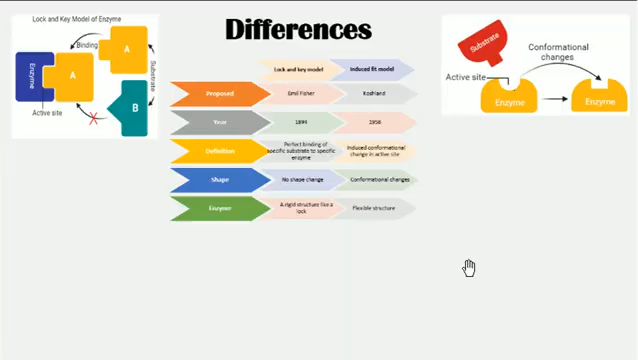 Differences
Lock and Key Model of Enzyme
Binding
A
A
Enzyme
Substrate
B
Active site
Lock and key model
Induced fit model
Proposed
Emil Fisher
Koshland
Year
1894
1958
Definition
Perfect binding of
specific substrate to specific
enzyme
Induced conformational
change in active site
Shape
No shape change
Conformational changes
Enzyme
A rigid structure like a
lock
Flexible structure
Substrate
Conformational
changes
Active site
Enzyme
Enzyme